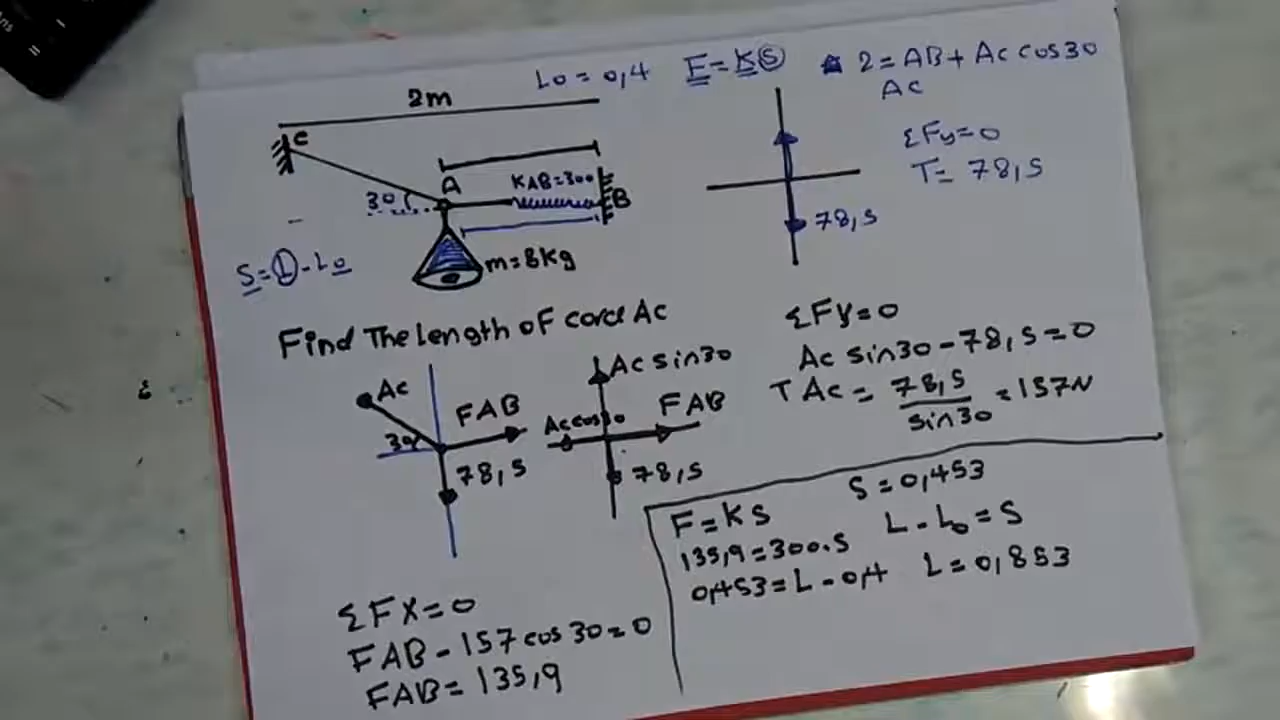 Lo = 0,4
F = KS
2 = AB + Ac cos30
Ac
2m
c
A
KAB=300
B
30
m=8Kg
S=L-Lo
ΣFy=0
T= 78,5
78,5
Find The length of cord Ac
Ac
FAB
30
78,5
Ac sin30
Ac cos30
FAB
78,5
ΣFy=0
Ac sin30 - 78,5 = 0
TAc = 78,5 / sin30 = 157N
ΣFX=0
FAB - 157 cos 30 = 0
FAB = 135,9
F = KS
135,9 = 300.S
0,453 = L - 0,4
S = 0,453
L - Lo = S
L = 0,853